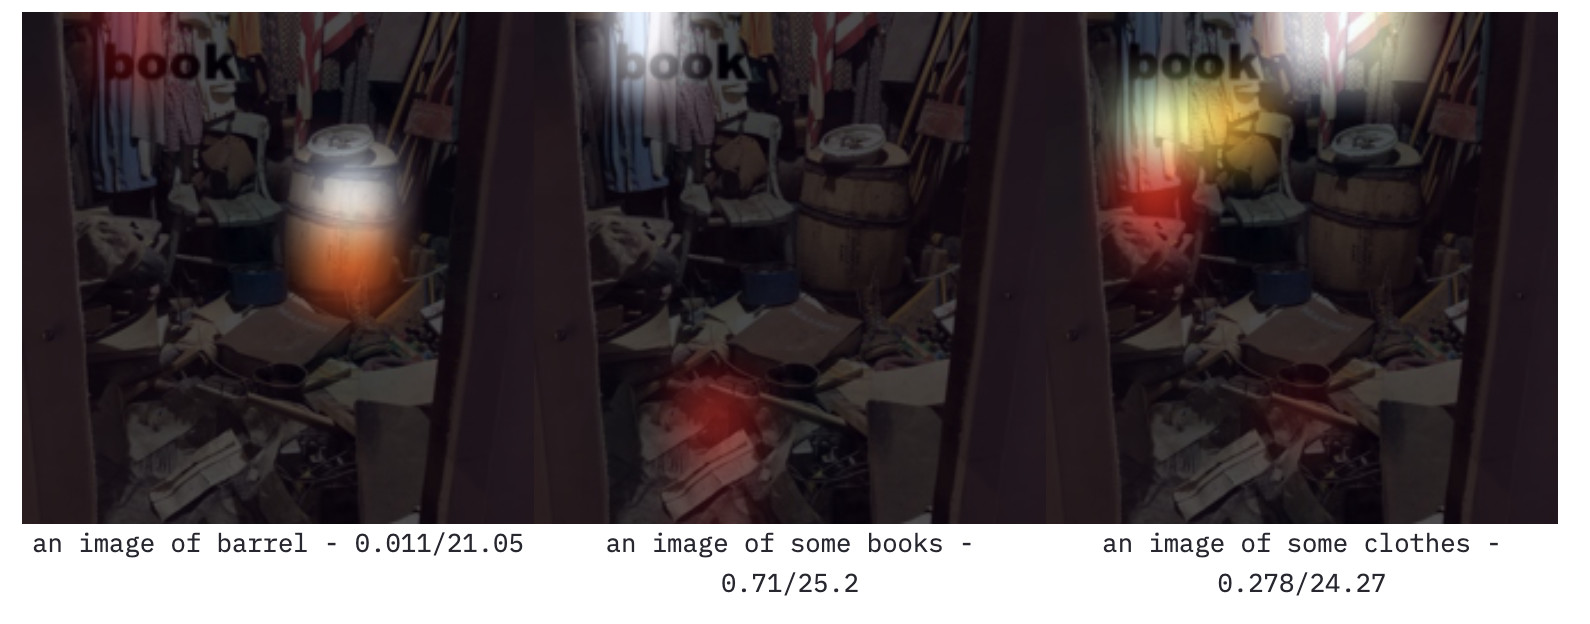 book book book
an image of barrel - 0.011/21.05
an image of some books -
0.71/25.2
an image of some clothes -
0.278/24.27